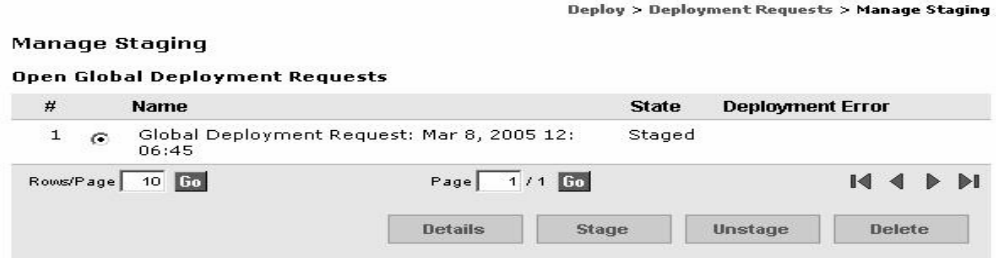 Deploy > Deployment Requests > Manage Staging
Manage Staging
Open Global Deployment Requests
# Name State Deployment Error
1 Global Deployment Request: Mar 8, 2005 12: Staged
06:45
Rows/Page 10 Go Page 1 / 1 Go
Details Stage Unstage Delete